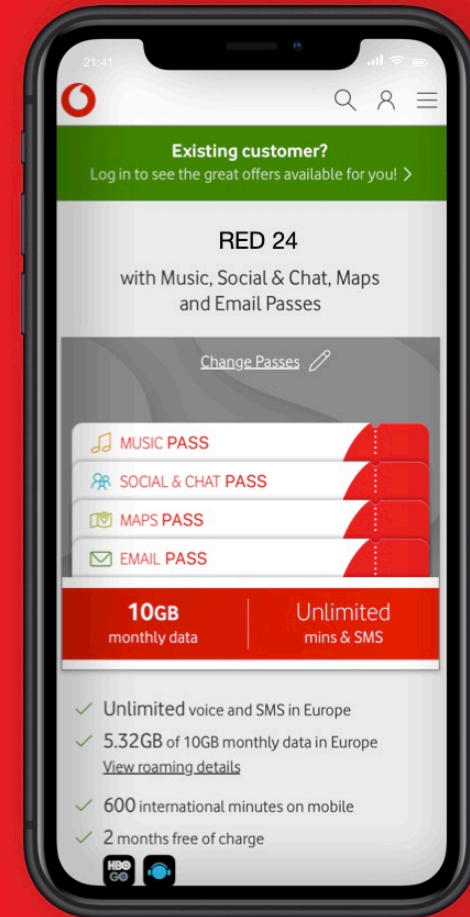 21:41
Existing customer?
Log in to see the great offers available for you! >
RED 24
with Music, Social & Chat, Maps
and Email Passes
Change Passes
MUSIC PASS
SOCIAL & CHAT PASS
MAPS PASS
EMAIL PASS
10GB
monthly data
Unlimited
mins & SMS
Unlimited voice and SMS in Europe
5.32GB of 10GB monthly data in Europe
View roaming details
600 international minutes on mobile
2 months free of charge
HBO
GO